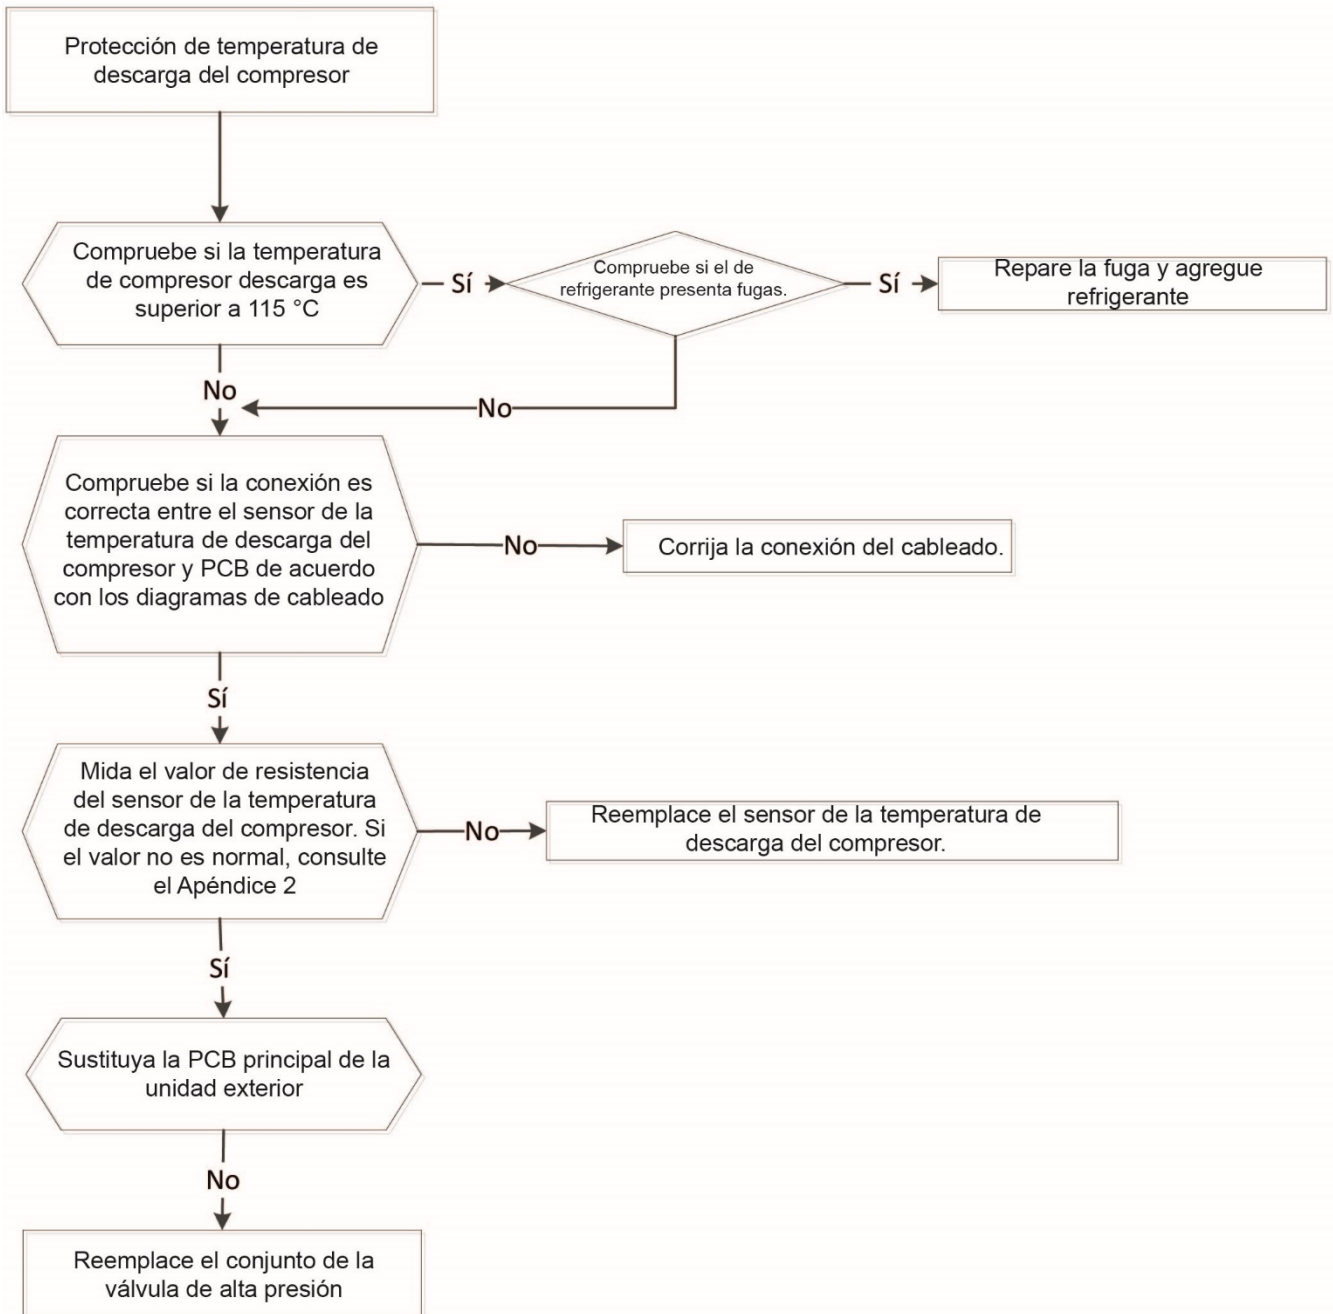 Protección de temperatura de
descarga del compresor
Compruebe si la temperatura
de compresor descarga es
superior a 115 °C
Sí
Compruebe si el de
refrigerante presenta fugas.
Sí
Repare la fuga y agregue
refrigerante
No
No
Compruebe si la conexión es
correcta entre el sensor de la
temperatura de descarga del
compresor y PCB de acuerdo
con los diagramas de cableado
No
Corrija la conexión del cableado.
Sí
Mida el valor de resistencia
del sensor de la temperatura
de descarga del compresor. Si
el valor no es normal, consulte
el Apéndice 2
No
Reemplace el sensor de la temperatura de
descarga del compresor.
Sí
Sustituya la PCB principal de la
unidad exterior
No
Reemplace el conjunto de la
válvula de alta presión